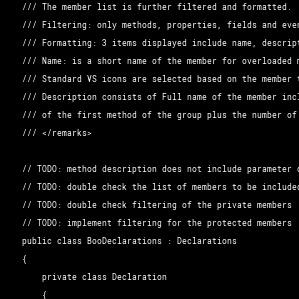 /// The member list is further filtered and formatted.
/// Filtering: only methods, properties, fields and
/// Formatting: 3 items displayed include name,
/// Name: is a short name of the member for overloaded
/// Standard VS icons are selected based on the member
/// Description consists of Full name of the member
/// of the first method of the group plus the number of
/// </remarks>
// TODO: method description does not include parameter
// TODO: double check the list of members to be included
// TODO: double check filtering of the private members
// TODO: implement filtering for the protected members
public class BooDeclarations : Declarations
{
private class Declaration
{